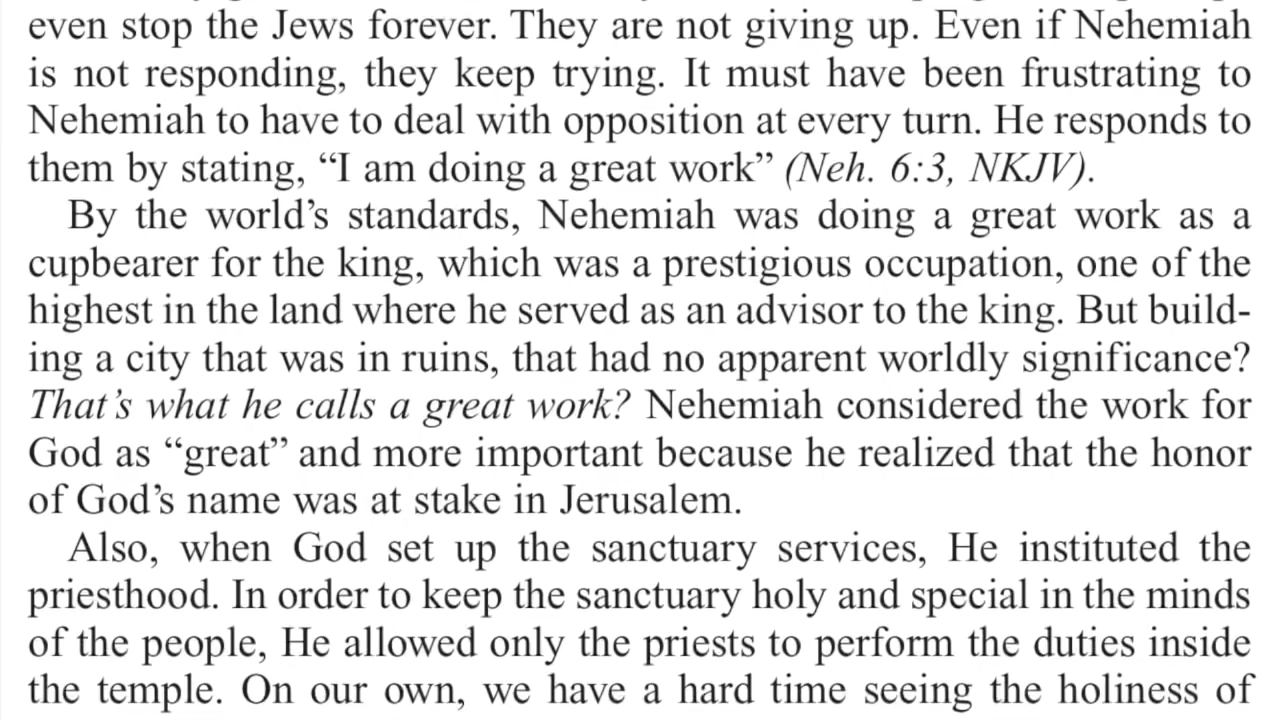 even stop the Jews forever. They are not giving up. Even if Nehemiah
is not responding, they keep trying. It must have been frustrating to
Nehemiah to have to deal with opposition at every turn. He responds to
them by stating, “I am doing a great work” (Neh. 6:3, NKJV).
By the world’s standards, Nehemiah was doing a great work as a
cupbearer for the king, which was a prestigious occupation, one of the
highest in the land where he served as an advisor to the king. But build-
ing a city that was in ruins, that had no apparent worldly significance?
That’s what he calls a great work? Nehemiah considered the work for
God as “great” and more important because he realized that the honor
of God’s name was at stake in Jerusalem.
Also, when God set up the sanctuary services, He instituted the
priesthood. In order to keep the sanctuary holy and special in the minds
of the people, He allowed only the priests to perform the duties inside
the temple. On our own, we have a hard time seeing the holiness of